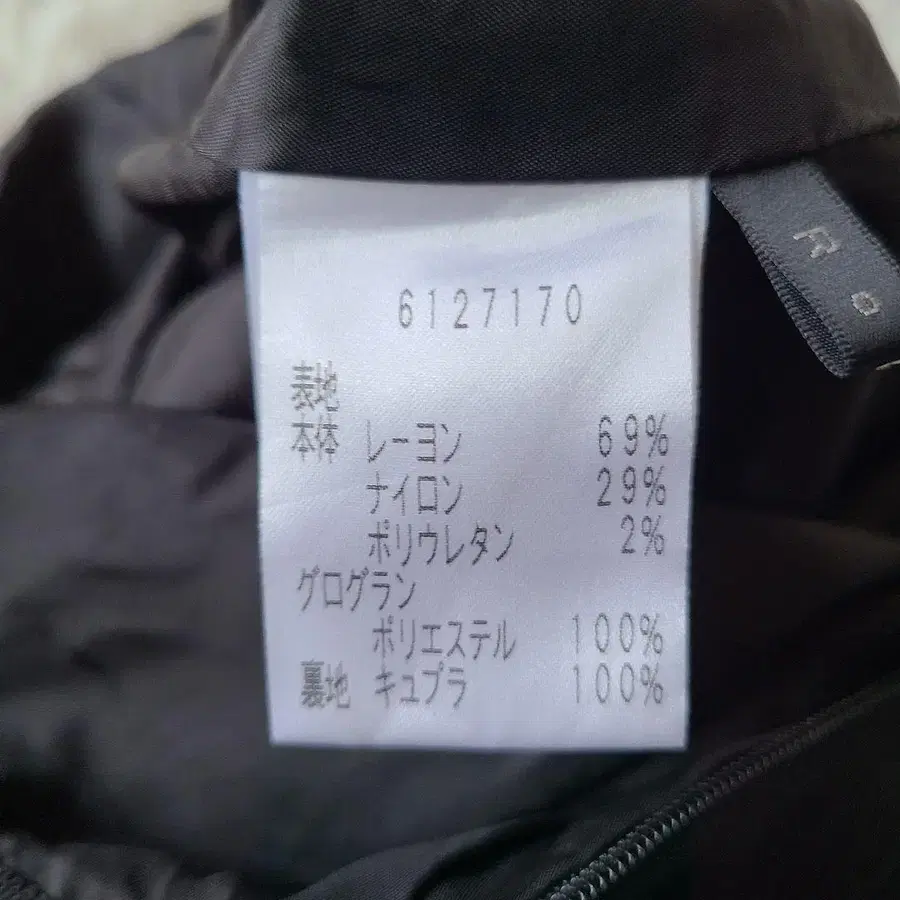 6127170
表地
本体 レーヨン 69%
ナイロン 29%
ポリウレタン 2%
グログラン
ポリエステル 100%
裏地 キュプラ 100%